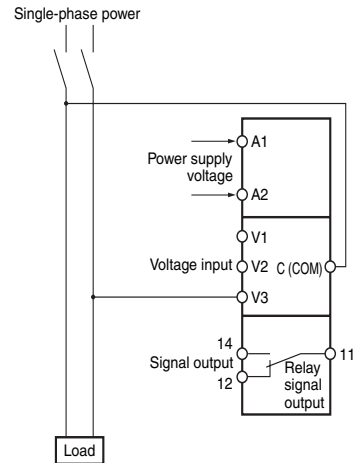 Single-phase power
A1
Power supply
voltage
A2
V1
Voltage input
V2
C (COM)
V3
14
11
Signal output
Relay
signal
output
12
Load